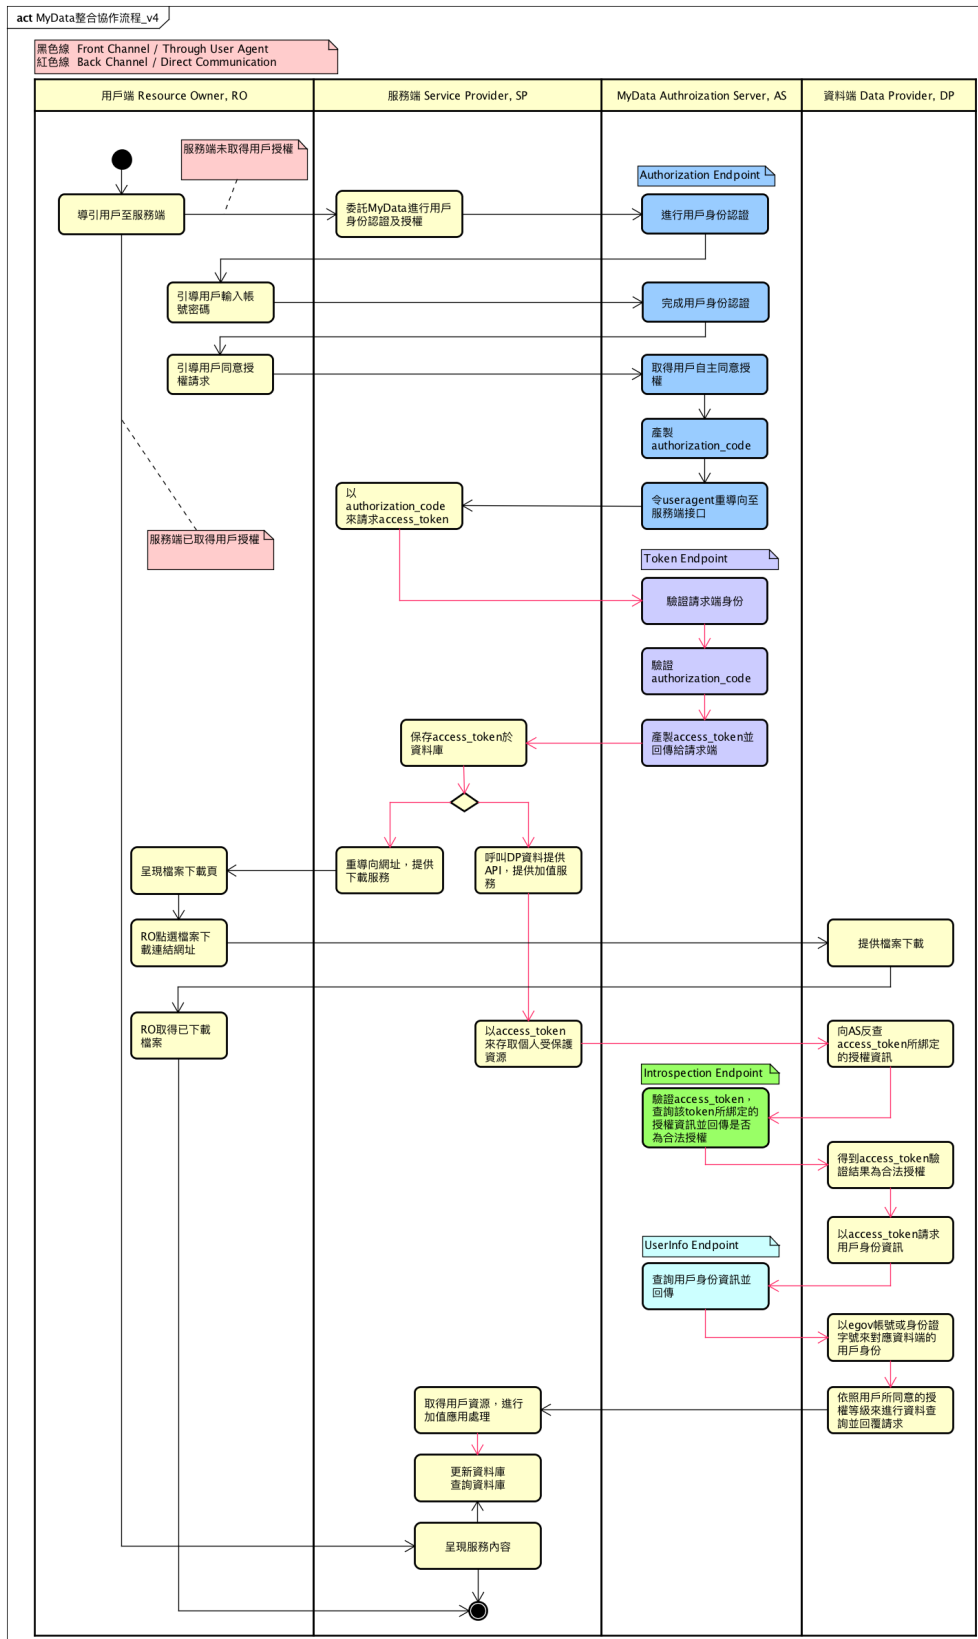 act MyData整合協作流程_v4
黑色線 Front Channel / Through User Agent
紅色線 Back Channel / Direct Communication
用戶端 Resource Owner, RO
服務端 Service Provider, SP
MyData Authroization Server, AS
資料端 Data Provider, DP
服務端未取得用戶授權
Authorization Endpoint
導引用戶至服務端
委託MyData進行用戶
身份認證及授權
進行用戶身份認證
引導用戶輸入帳
號密碼
完成用戶身份認證
引導用戶同意授
權請求
取得用戶自主同意授
權
產製
authorization_code
以
authorization_code
來請求access_token
令useragent重導向至
服務端接口
服務端已取得用戶授權
Token Endpoint
驗證請求端身份
驗證
authorization_code
保存access_token於
資料庫
產製access_token並
回傳給請求端
呈現檔案下載頁
重導向網址，提供
下載服務
呼叫DP資料提供
API，提供加值服
務
RO點選檔案下
載連結網址
提供檔案下載
RO取得已下載
檔案
以access_token
來存取個人受保護
資源
向AS反查
access_token所綁定
的授權資訊
Introspection Endpoint
驗證access_token，
查詢該token所綁定的
授權資訊並回傳是否
為合法授權
得到access_token驗
證結果為合法授權
以access_token請求
用戶身份資訊
UserInfo Endpoint
查詢用戶身份資訊並
回傳
以egov帳號或身份證
字號來對應資料端的
用戶身份
取得用戶資源，進行
加值應用處理
依照用戶所同意的授
權等級來進行資料查
詢並回覆請求
更新資料庫
查詢資料庫
呈現服務內容